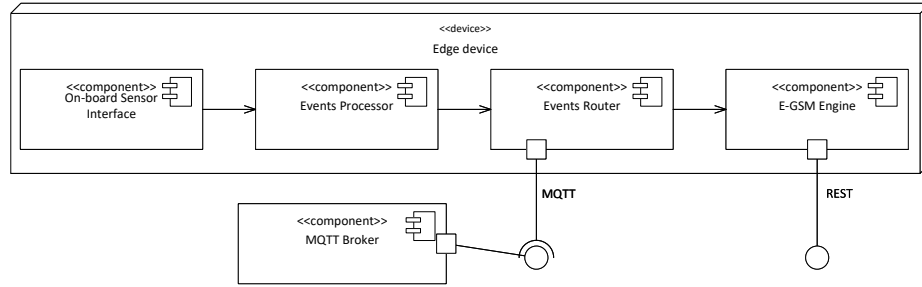 <<device>>
Edge device
<<component>>
On-board Sensor
Interface
<<component>>
Events Processor
<<component>>
Events Router
<<component>>
E-GSM Engine
MQTT
REST
<<component>>
MQTT Broker